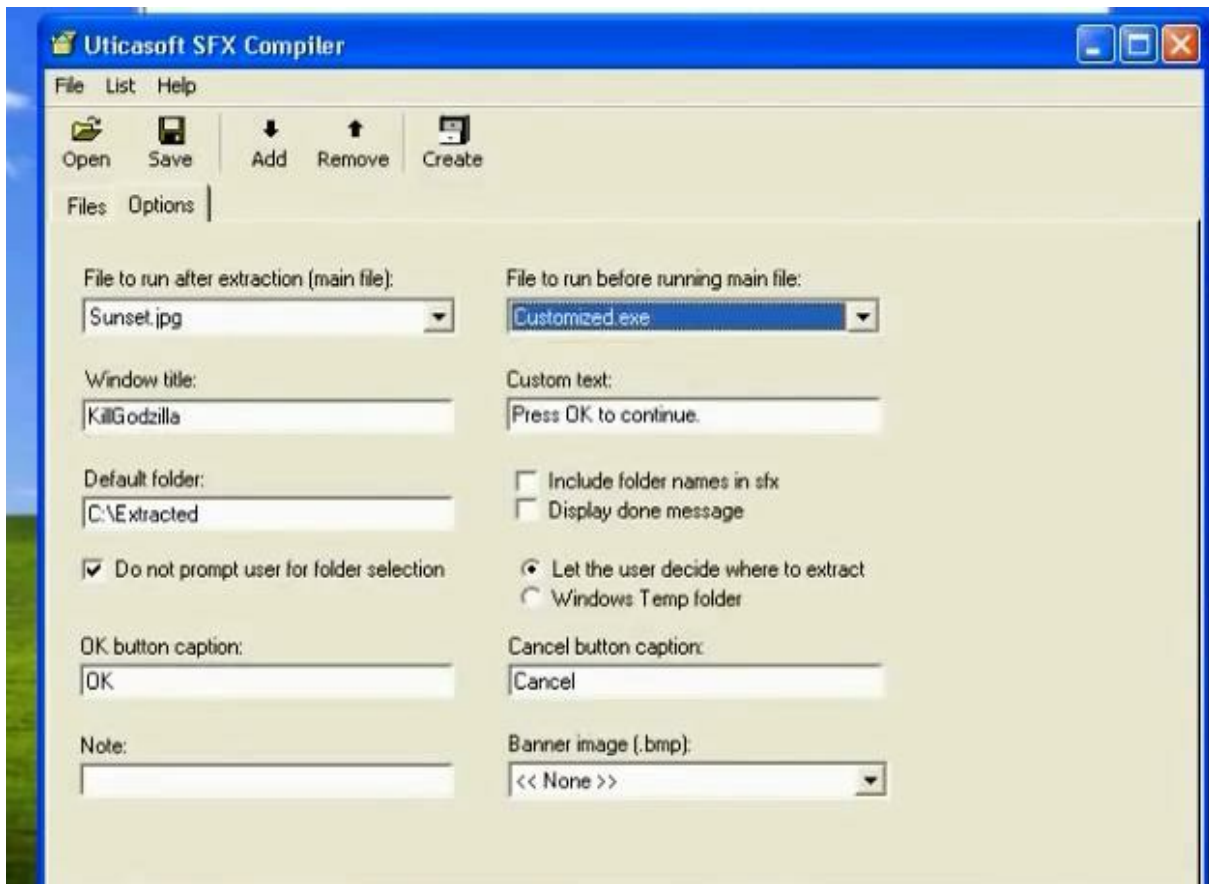 Uticasoft SFX Compiler
File List Help
Open Save Add Remove Create
Files Options
File to run after extraction (main file): File to run before running main file:
Sunset.jpg Customized.exe
Window title: Custom text:
KillGodzilla Press OK to continue.
Default folder: Include folder names in sfx
C:\Extracted Display done message
Do not prompt user for folder selection Let the user decide where to extract
Windows Temp folder
OK button caption: Cancel button caption:
OK Cancel
Note: Banner image (.bmp):
<< None >>